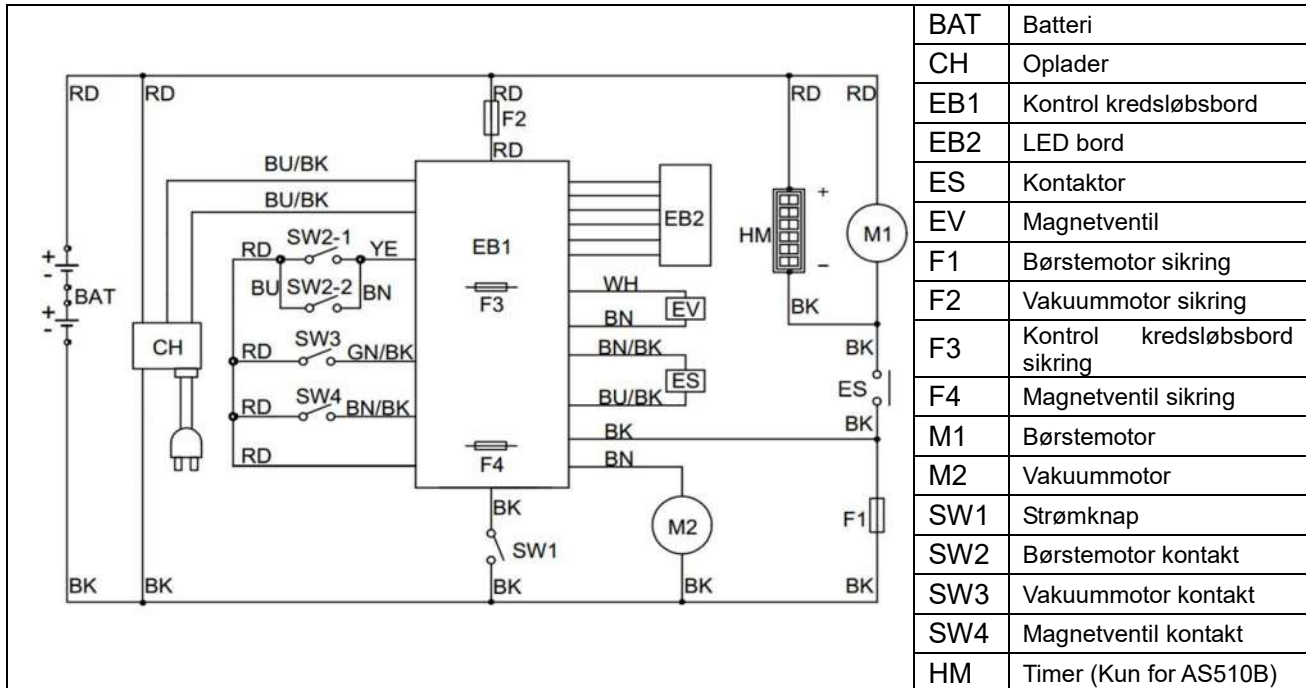 RD RD RD RD RD
F2
RD
BU/BK
BU/BK
SW2-1
RD YE
BU SW2-2 BN
EB1
F3
EB2
HM
+
−
M1
+
-
+
-
BAT
WH
EV
BN
BK
CH
SW3
RD GN/BK
BN/BK
ES
BU/BK
BK
ES
SW4
RD BN/BK
BK
BK
RD
F4
BN
BK
M2
F1
SW1
BK BK BK BK BK
BAT Batteri
CH Oplader
EB1 Kontrol kredsløbsbord
EB2 LED bord
ES Kontaktor
EV Magnetventil
F1 Børstemotor sikring
F2 Vakuummotor sikring
F3 Kontrol kredsløbsbord
sikring
F4 Magnetventil sikring
M1 Børstemotor
M2 Vakuummotor
SW1 Strømknap
SW2 Børstemotor kontakt
SW3 Vakuummotor kontakt
SW4 Magnetventil kontakt
HM Timer (Kun for AS510B)